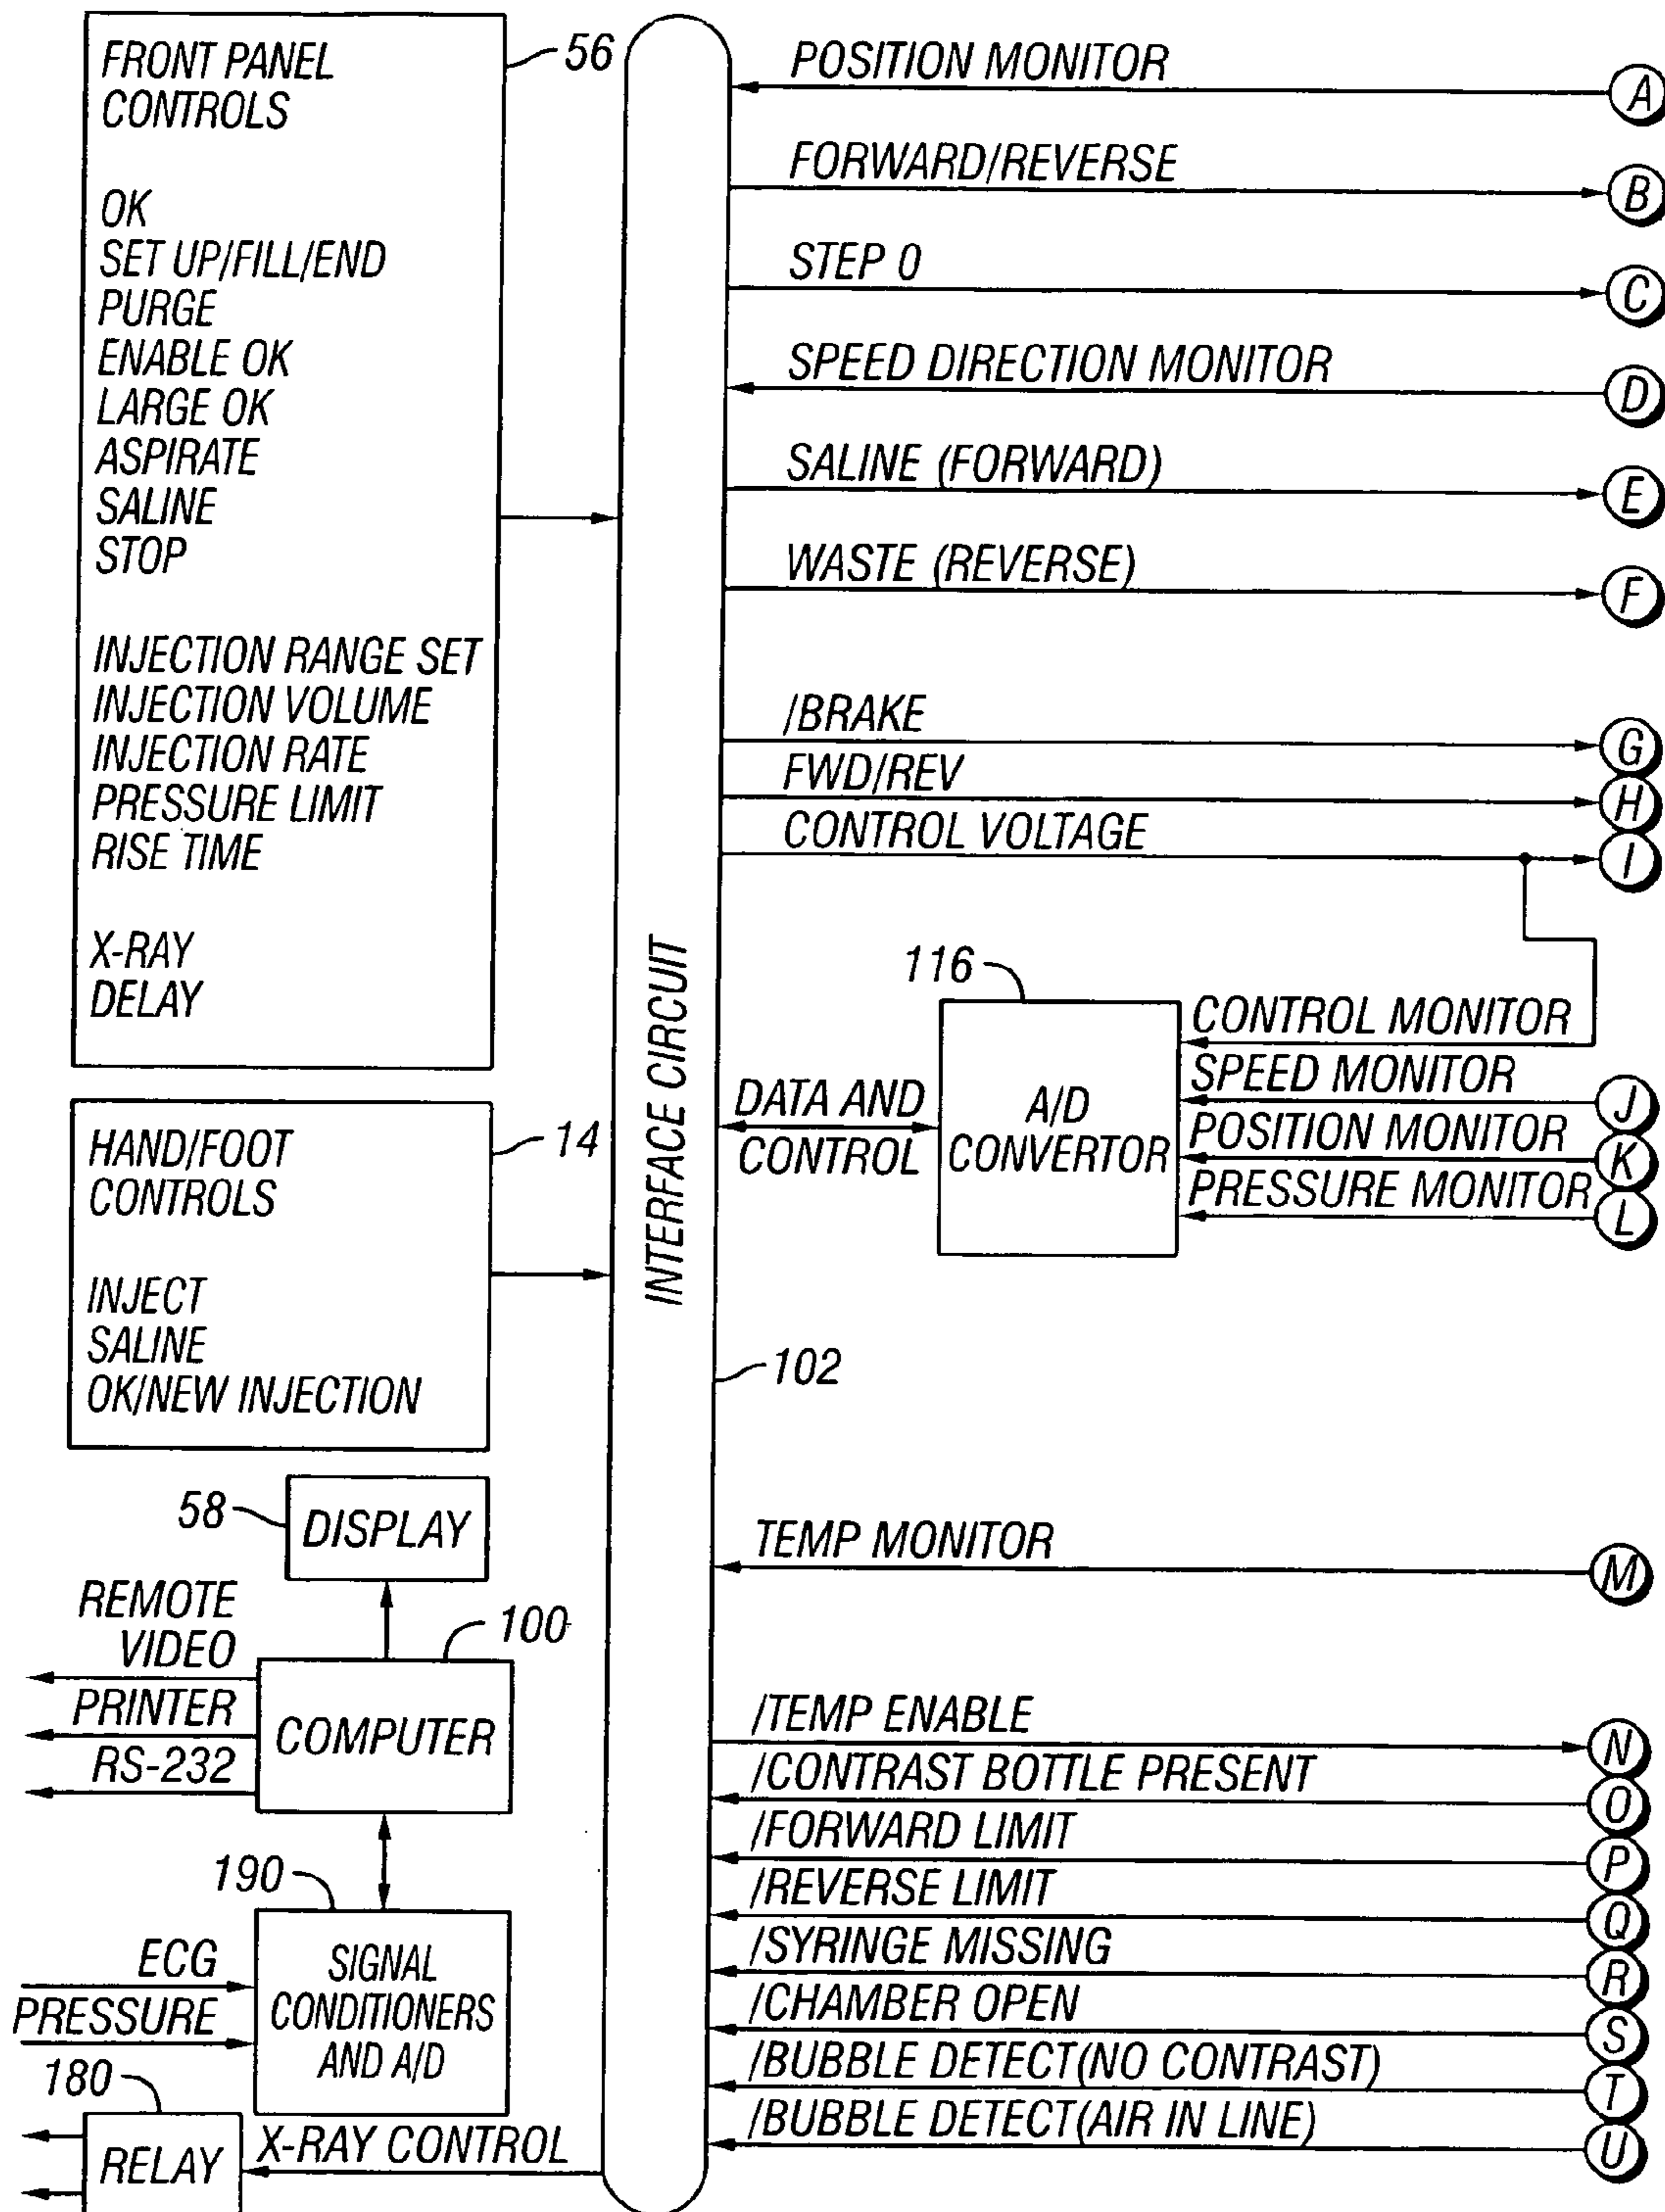 FRONT PANEL
CONTROLS
OK
SET UP/FILL/END
PURGE
ENABLE OK
LARGE OK
ASPIRATE
SALINE
STOP
INJECTION RANGE SET
INJECTION VOLUME
INJECTION RATE
PRESSURE LIMIT
RISE TIME
X-RAY
DELAY
56
HAND/FOOT
CONTROLS
INJECT
SALINE
OK/NEW INJECTION
14
58
DISPLAY
REMOTE
VIDEO
PRINTER
RS-232
100
COMPUTER
190
ECG
PRESSURE
SIGNAL
CONDITIONERS
AND A/D
180
RELAY
X-RAY CONTROL
INTERFACE CIRCUIT
102
POSITION MONITOR
A
FORWARD/REVERSE
B
STEP 0
C
SPEED DIRECTION MONITOR
D
SALINE (FORWARD)
E
WASTE (REVERSE)
F
/BRAKE
G
FWD/REV
H
CONTROL VOLTAGE
I
116
DATA AND
CONTROL
A/D
CONVERTOR
CONTROL MONITOR
SPEED MONITOR
J
POSITION MONITOR
K
PRESSURE MONITOR
L
TEMP MONITOR
M
/TEMP ENABLE
N
/CONTRAST BOTTLE PRESENT
O
/FORWARD LIMIT
P
/REVERSE LIMIT
Q
/SYRINGE MISSING
R
/CHAMBER OPEN
S
/BUBBLE DETECT(NO CONTRAST)
T
/BUBBLE DETECT(AIR IN LINE)
U